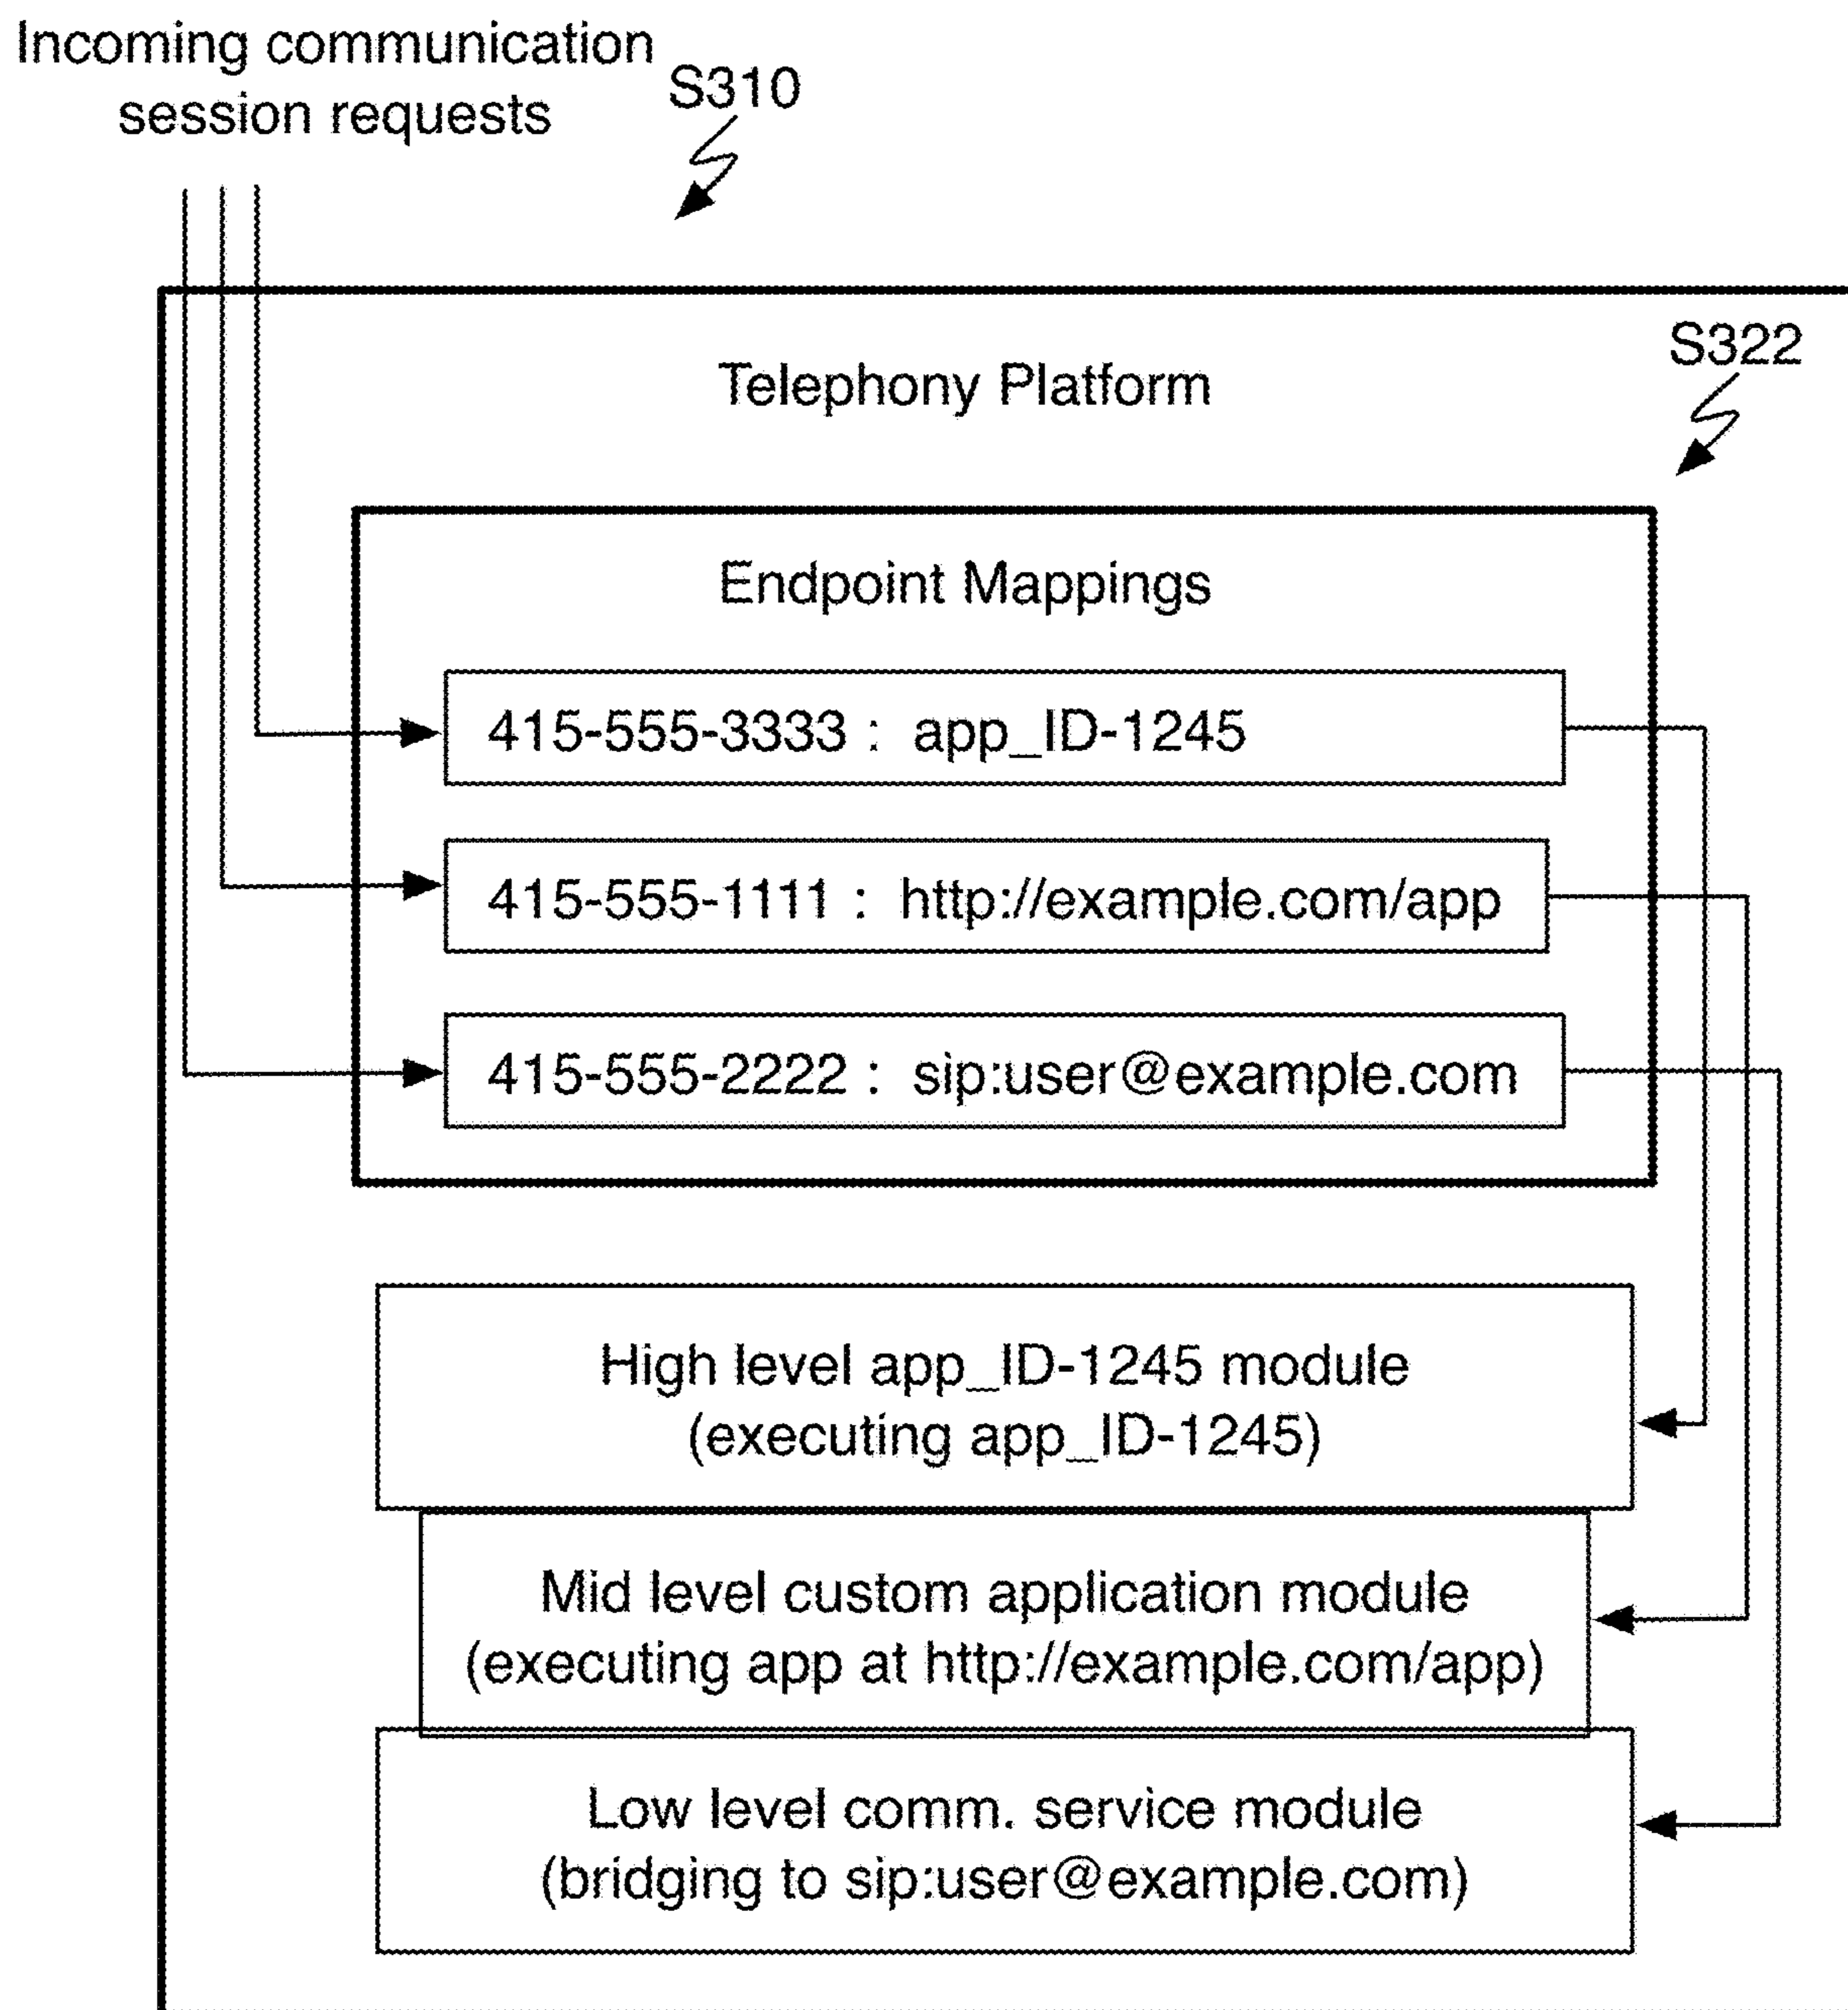 Incoming communication
session requests
S310
S322
Telephony Platform
Endpoint Mappings
415-555-3333 : app_ID-1245
415-555-1111 : http://example.com/app
415-555-2222 : sip:user@example.com
High level app_ID-1245 module
(executing app_ID-1245)
Mid level custom application module
(executing app at http://example.com/app)
Low level comm. service module
(bridging to sip:user@example.com)